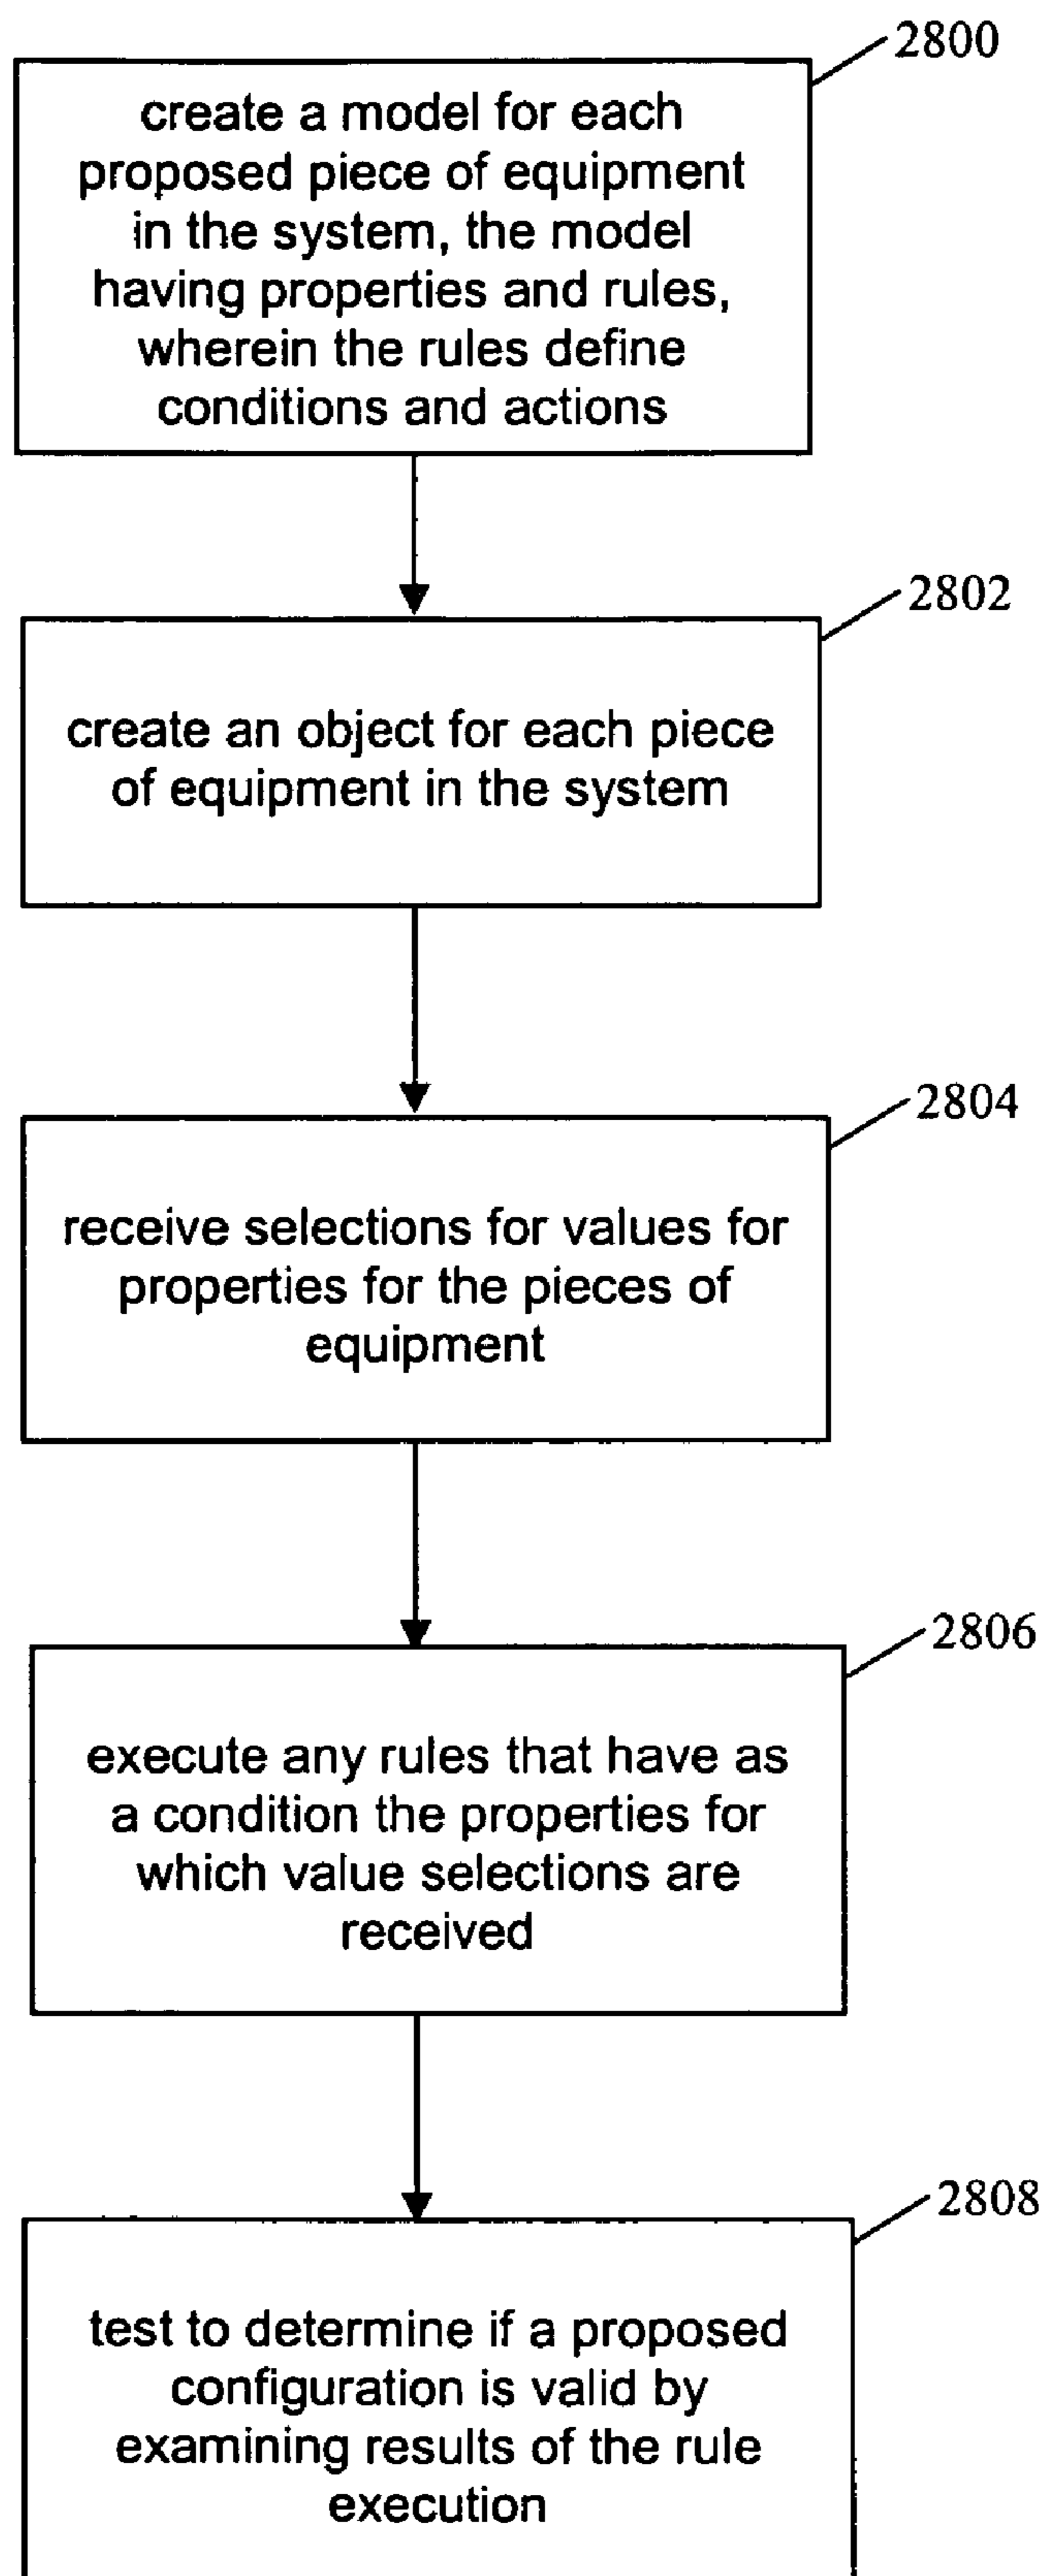 2800
create a model for each
proposed piece of equipment
in the system, the model
having properties and rules,
wherein the rules define
conditions and actions
2802
create an object for each piece
of equipment in the system
2804
receive selections for values for
properties for the pieces of
equipment
2806
execute any rules that have as
a condition the properties for
which value selections are
received
2808
test to determine if a proposed
configuration is valid by
examining results of the rule
execution